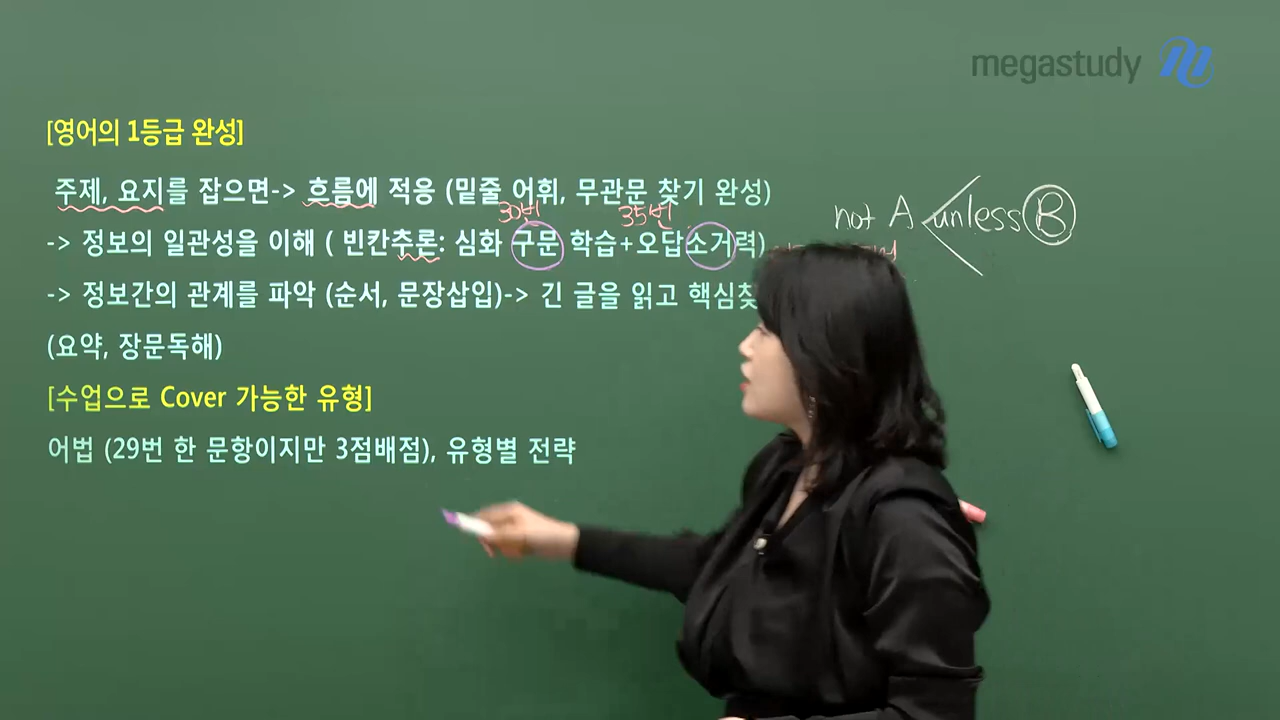 megastudy
[영어의 1등급 완성]
주제, 요지를 잡으면-> 흐름에 적응 (밑줄 어휘, 무관문 찾기 완성)
30번 35번
not A unless B
-> 정보의 일관성을 이해 ( 빈칸추론: 심화 구문 학습+오답소거력)
-> 정보간의 관계를 파악 (순서, 문장삽입)-> 긴 글을 읽고 핵심찾
(요약, 장문독해)
[수업으로 Cover 가능한 유형]
어법 (29번 한 문항이지만 3점배점), 유형별 전략